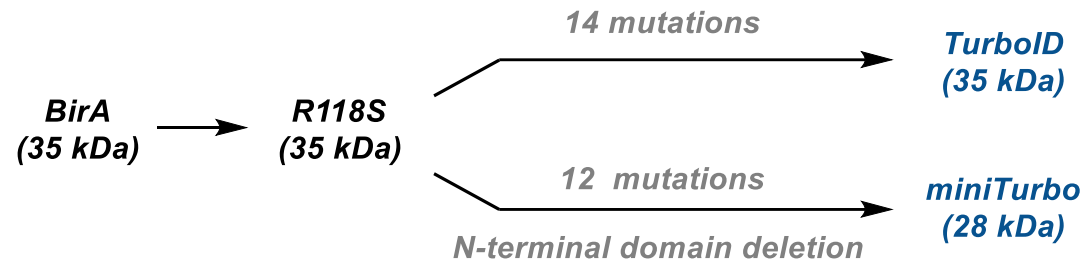 14 mutations
TurboID
(35 kDa)
BirA
(35 kDa)
R118S
(35 kDa)
12 mutations
miniTurbo
(28 kDa)
N-terminal domain deletion